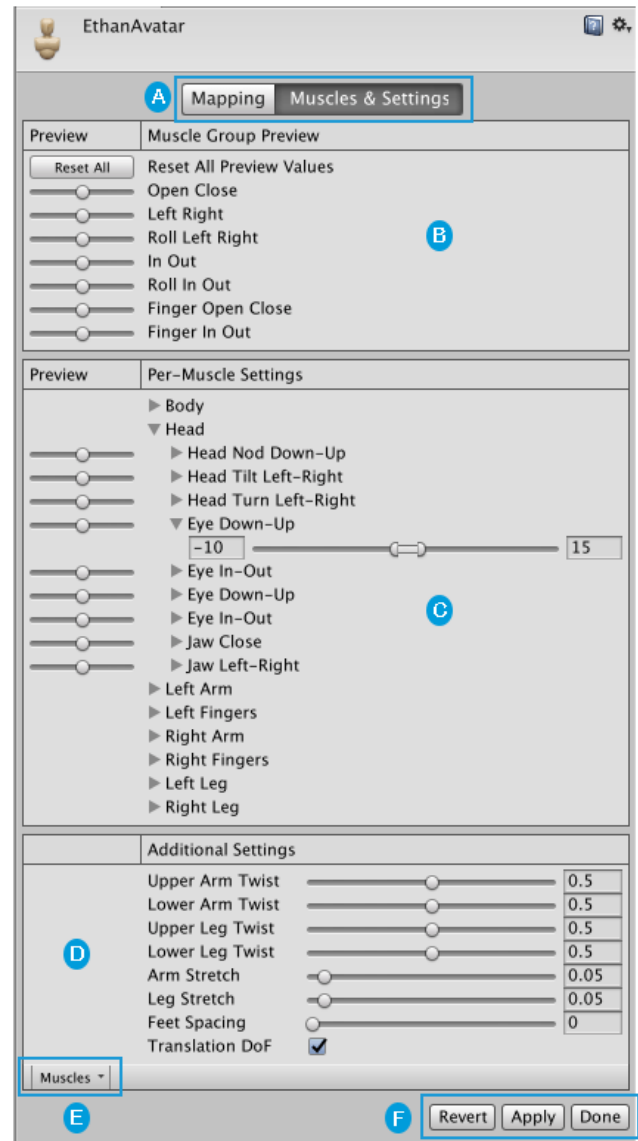 EthanAvatar
A Mapping Muscles & Settings
Preview Muscle Group Preview
Reset All Reset All Preview Values
Open Close
Left Right
Roll Left Right
B
In Out
Roll In Out
Finger Open Close
Finger In Out
Preview Per-Muscle Settings
Body
Head
Head Nod Down-Up
Head Tilt Left-Right
Head Turn Left-Right
Eye Down-Up
-10 15
Eye In-Out
Eye Down-Up
C
Eye In-Out
Jaw Close
Jaw Left-Right
Left Arm
Left Fingers
Right Arm
Right Fingers
Left Leg
Right Leg
Additional Settings
Upper Arm Twist 0.5
Lower Arm Twist 0.5
Upper Leg Twist 0.5
D Lower Leg Twist 0.5
Arm Stretch 0.05
Leg Stretch 0.05
Feet Spacing 0
Translation DoF
Muscles
E F Revert Apply Done